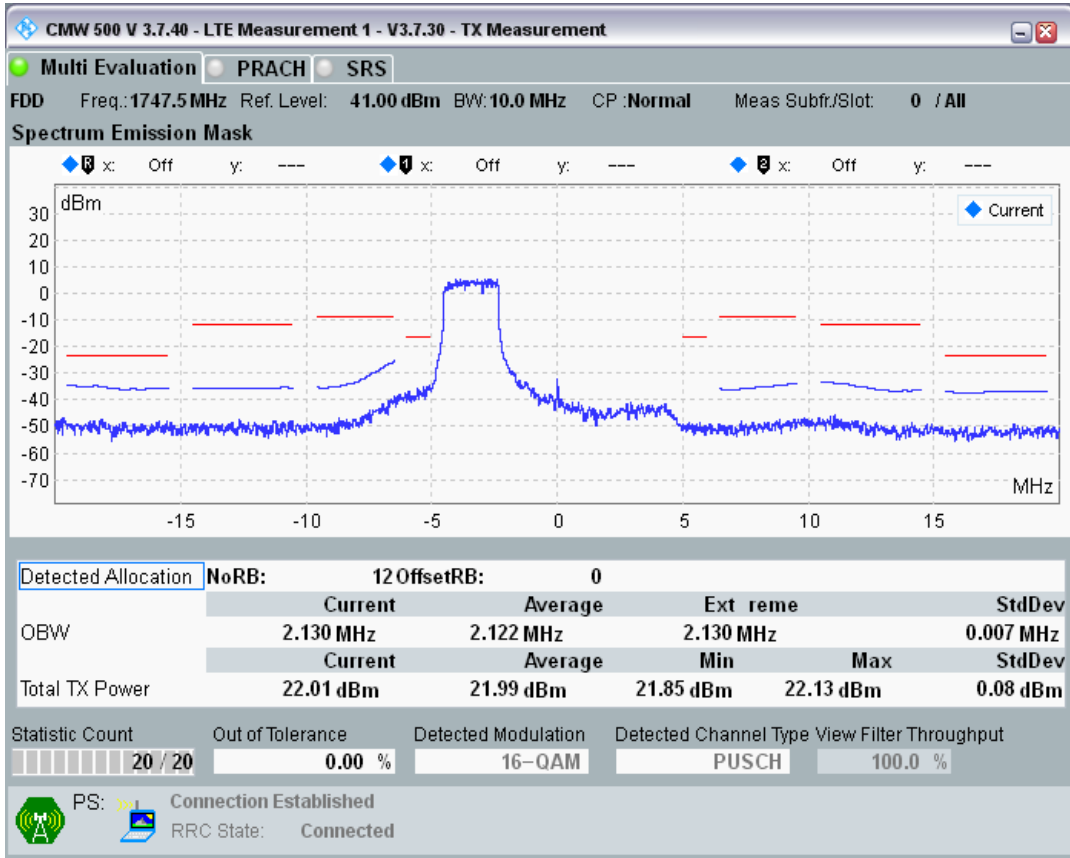 CMW 500 V 3.7.40 - LTE Measurement 1 - V3.7.30 - TX Measurement
Multi Evaluation PRACH SRS
FDD Freq.: 1747.5 MHz Ref. Level: 41.00 dBm BW: 10.0 MHz CP :Normal Meas Subfr./Slot: 0 / All
Spectrum Emission Mask
R x: Off y: --- 1 x: Off y: --- 2 x: Off y: ---
dBm
Current
30
20
10
0
-10
-20
-30
-40
-50
-60
-70
MHz
-15 -10 -5 0 5 10 15
Detected Allocation NoRB: 12 OffsetRB: 0
Current Average Ext reme StdDev
OBW 2.130 MHz 2.122 MHz 2.130 MHz 0.007 MHz
Current Average Min Max StdDev
Total TX Power 22.01 dBm 21.99 dBm 21.85 dBm 22.13 dBm 0.08 dBm
Statistic Count Out of Tolerance Detected Modulation Detected Channel Type View Filter Throughput
20 / 20 0.00 % 16-QAM PUSCH 100.0 %
PS: Connection Established
RRC State: Connected